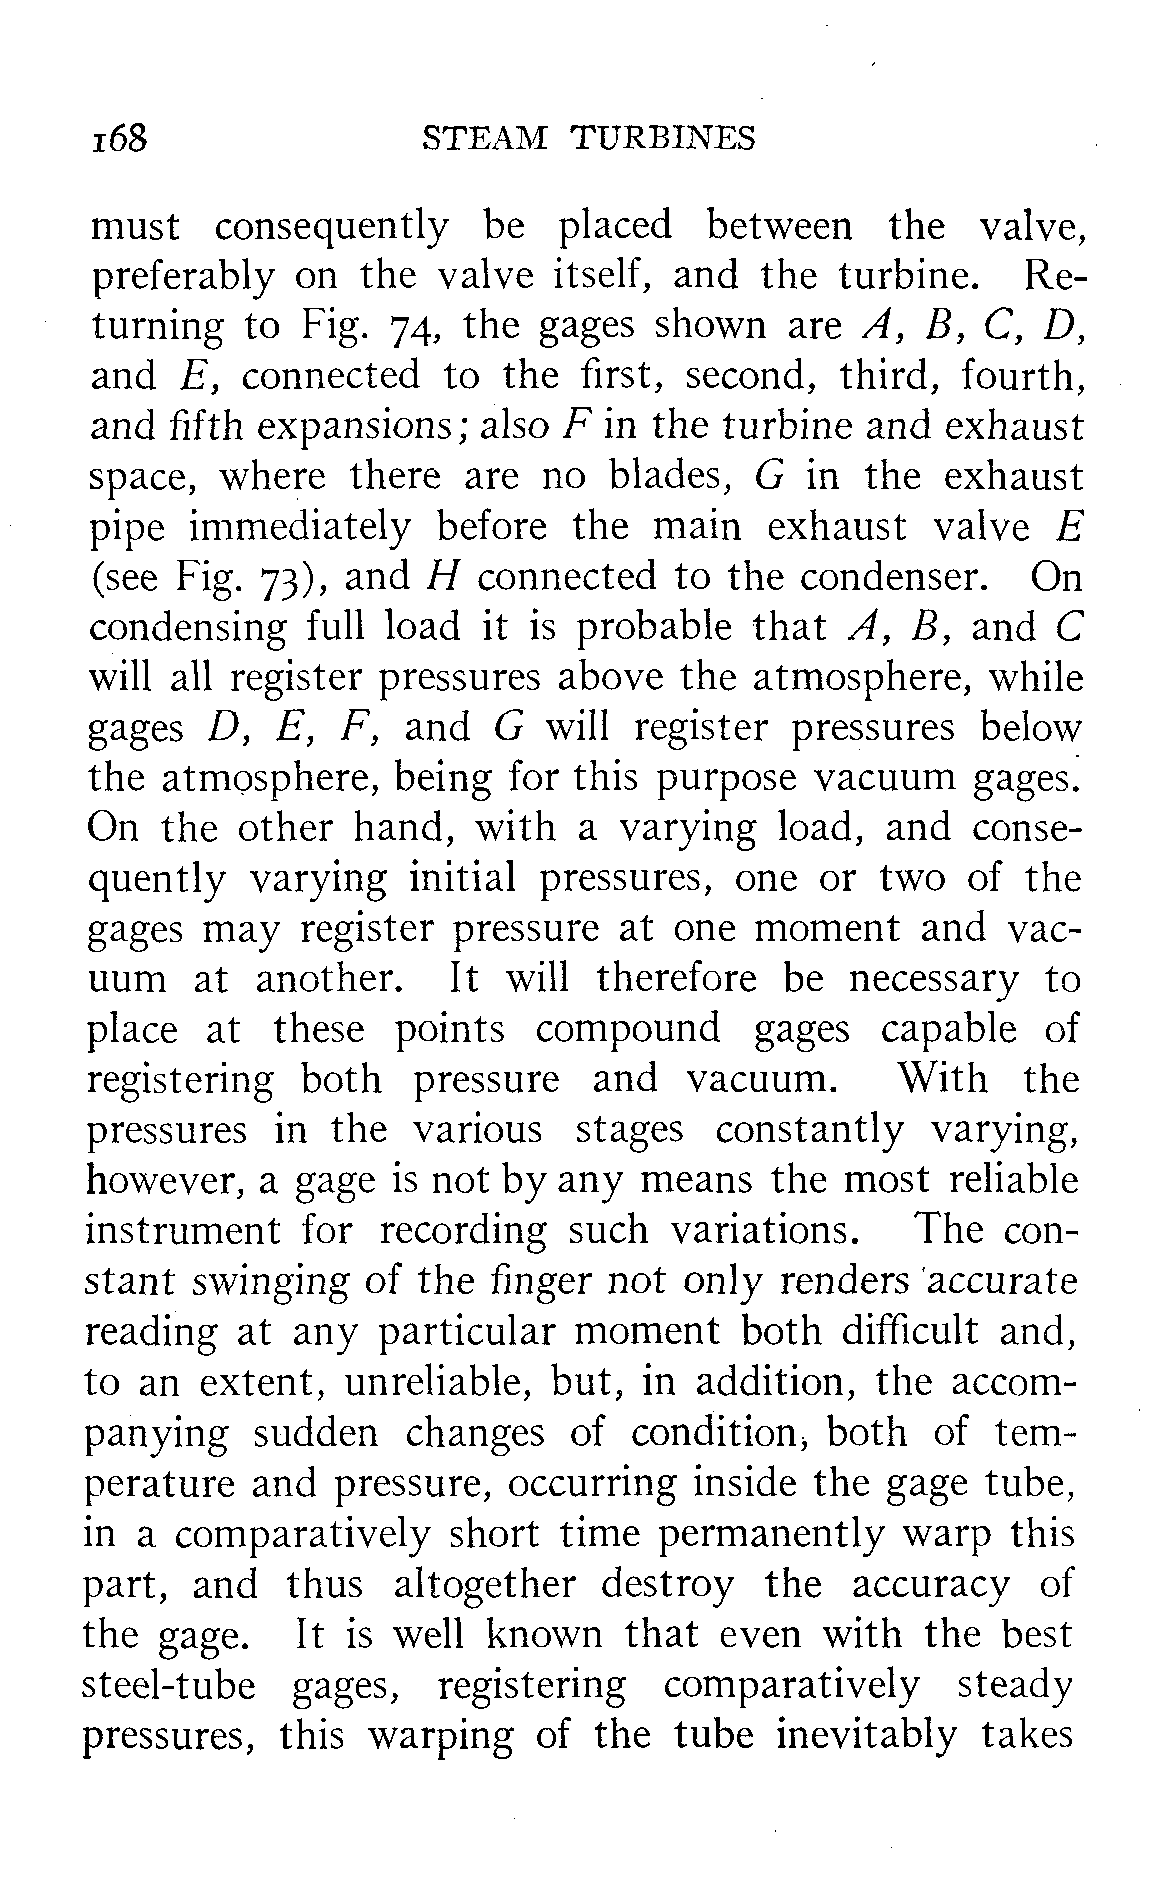 168 STEAM TURBINES
must consequently be placed between the valve,
preferably on the valve itself, and the turbine. Re-
turning to Fig. 74, the gages shown are A, B, C, D,
and E, connected to the first, second, third, fourth,
and fifth expansions; also F in the turbine and exhaust
space, where there are no blades, G in the exhaust
pipe immediately before the main exhaust valve E
(see Fig. 73), and H connected to the condenser. On
condensing full load it is probable that A, B, and C
will all register pressures above the atmosphere, while
gages D, E, F, and G will register pressures below
the atmosphere, being for this purpose vacuum gages.
On the other hand, with a varying load, and conse-
quently varying initial pressures, one or two of the
gages may register pressure at one moment and vac-
uum at another. It will therefore be necessary to
place at these points compound gages capable of
registering both pressure and vacuum. With the
pressures in the various stages constantly varying,
however, a gage is not by any means the most reliable
instrument for recording such variations. The con-
stant swinging of the finger not only renders accurate
reading at any particular moment both difficult and,
to an extent, unreliable, but, in addition, the accom-
panying sudden changes of condition, both of tem-
perature and pressure, occurring inside the gage tube,
in a comparatively short time permanently warp this
part, and thus altogether destroy the accuracy of
the gage. It is well known that even with the best
steel-tube gages, registering comparatively steady
pressures, this warping of the tube inevitably takes